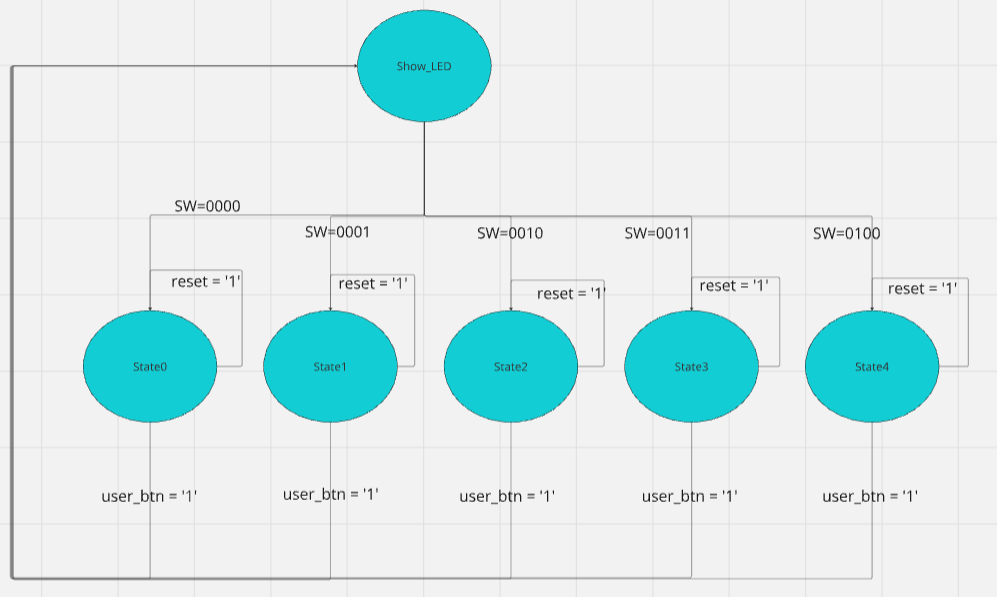 Show_LED
SW=0000
SW=0001
SW=0010
SW=0011
SW=0100
reset = '1'
reset = '1'
reset = '1'
reset = '1'
reset = '1'
State0
State1
State2
State3
State4
user_btn = '1'
user_btn = '1'
user_btn = '1'
user_btn = '1'
user_btn = '1'